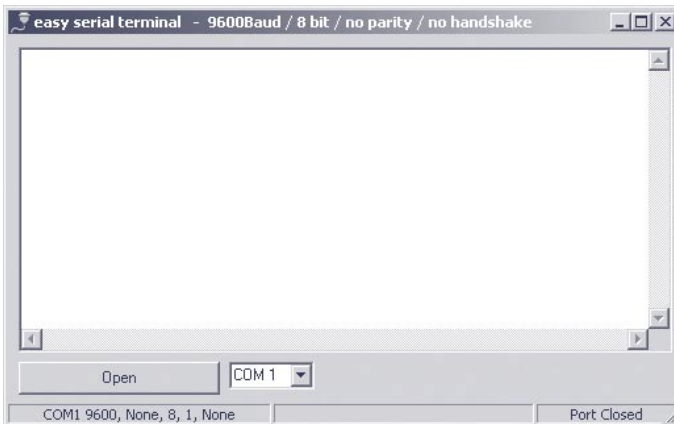 easy serial terminal - 9600Baud / 8 bit / no parity / no handshake
Open
COM 1
COM1 9600, None, 8, 1, None
Port Closed